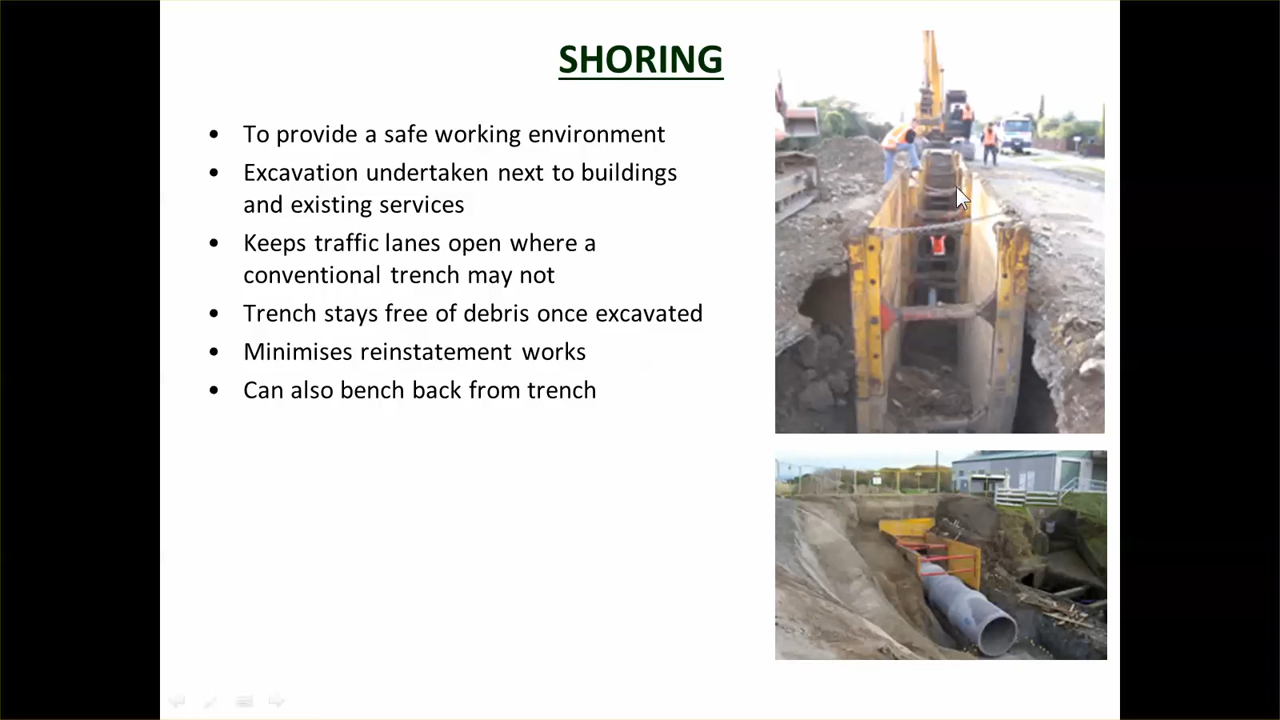 SHORING
• To provide a safe working environment
• Excavation undertaken next to buildings
and existing services
• Keeps traffic lanes open where a
conventional trench may not
• Trench stays free of debris once excavated
• Minimises reinstatement works
• Can also bench back from trench